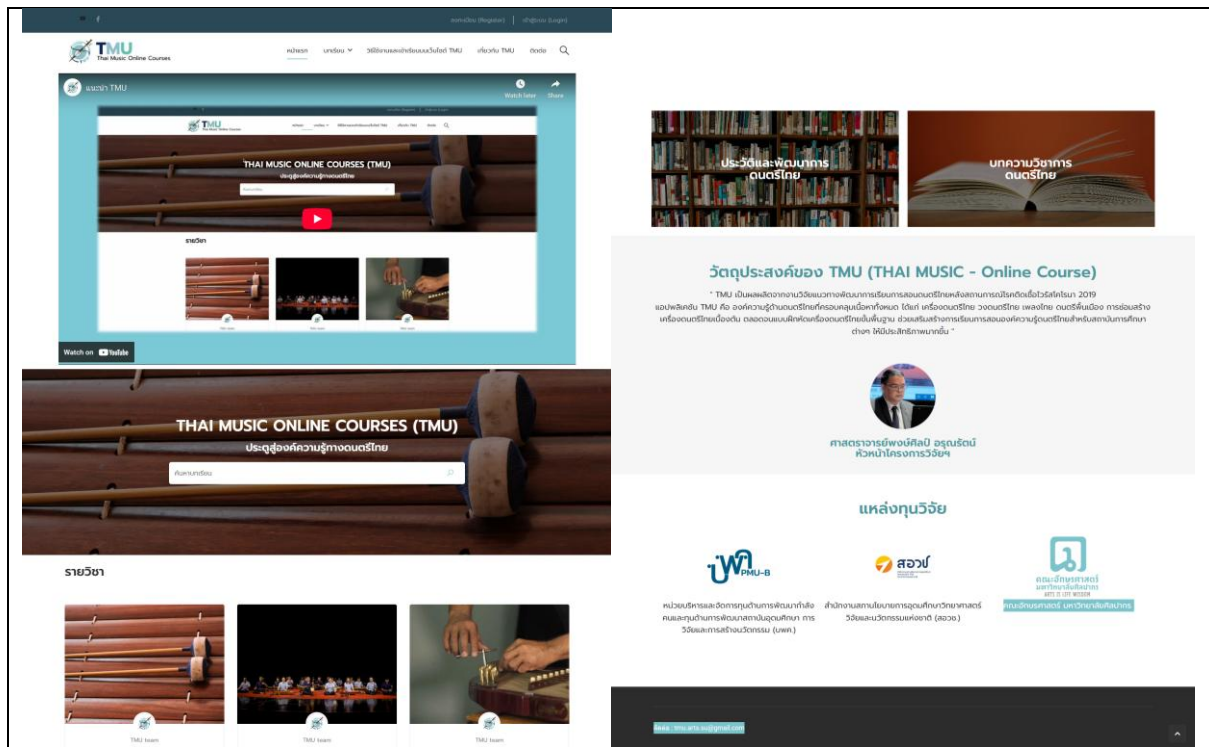 ลงทะเบียน (Register) เข้าสู่ระบบ (Login)
TMU
Thai Music Online Courses
หน้าแรก บทเรียน วิธีใช้งานและเข้าเรียนบนเว็บไซต์ TMU เกี่ยวกับ TMU ติดต่อ
แนะนำ TMU
Watch later Share
TMU
THAI MUSIC ONLINE COURSES (TMU)
ประตูสู่องค์ความรู้ทางดนตรีไทย
รายวิชา
Watch on YouTube
THAI MUSIC ONLINE COURSES (TMU)
ประตูสู่องค์ความรู้ทางดนตรีไทย
ค้นหาบทเรียน
รายวิชา
TMU team TMU team TMU team
ประวัติและพัฒนาการ
ดนตรีไทย
บทความวิชาการ
ดนตรีไทย
วัตถุประสงค์ของ TMU (THAI MUSIC - Online Course)
" TMU เป็นผลผลิตจากงานวิจัยแนวทางพัฒนาการเรียนการสอนดนตรีไทยหลังสถานการณ์โรคติดเชื้อไวรัสโคโรนา 2019
แอปพลิเคชัน TMU คือ องค์ความรู้ด้านดนตรีไทยที่ครอบคลุมเนื้อหาทั้งหมด ได้แก่ เครื่องดนตรีไทย วงดนตรีไทย เพลงไทย ดนตรีพื้นเมือง การซ่อมสร้าง
เครื่องดนตรีไทยเบื้องต้น ตลอดจนแบบฝึกหัดเครื่องดนตรีไทยขั้นพื้นฐาน ช่วยเสริมสร้างการเรียนการสอนองค์ความรู้ดนตรีไทยสำหรับสถาบันการศึกษา
ต่างๆ ให้มีประสิทธิภาพมากขึ้น "
ศาสตราจารย์พงษ์ศิลป์ อรุณรัตน์
หัวหน้าโครงการวิจัยฯ
แหล่งทุนวิจัย
บพค PMU-B
หน่วยบริหารและจัดการทุนด้านการพัฒนากำลัง
คนและทุนด้านการพัฒนาสถาบันอุดมศึกษา การ
วิจัยและการสร้างนวัตกรรม (บพค.)
สอวช
สำนักงานสภานโยบายการอุดมศึกษาวิทยาศาสตร์
วิจัยและนวัตกรรมแห่งชาติ (สอวช.)
คณะอักษรศาสตร์
มหาวิทยาลัยศิลปากร
ARTS IS LIFE WISDOM
คณะอักษรศาสตร์ มหาวิทยาลัยศิลปากร
ติดต่อ : tmu.arts.su@gmail.com